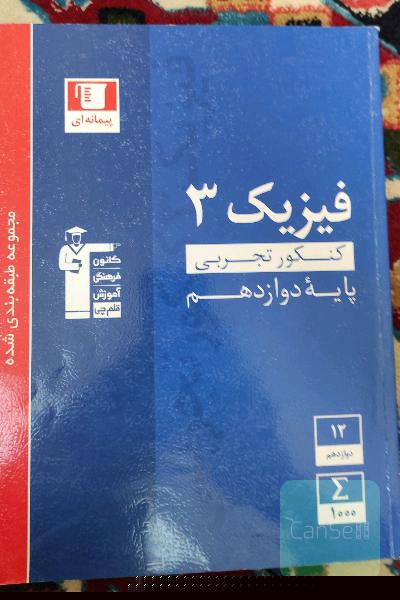 پیمانه‌ای
فیزیک ۳
کنکور تجربی
پایهٔ دوازدهم
کانون
فرهنگی
آموزش
قلم‌چی
مجموعه طبقه‌بندی شده
۱۲
دوازدهم
Σ
۱۰۰۰
CanSell